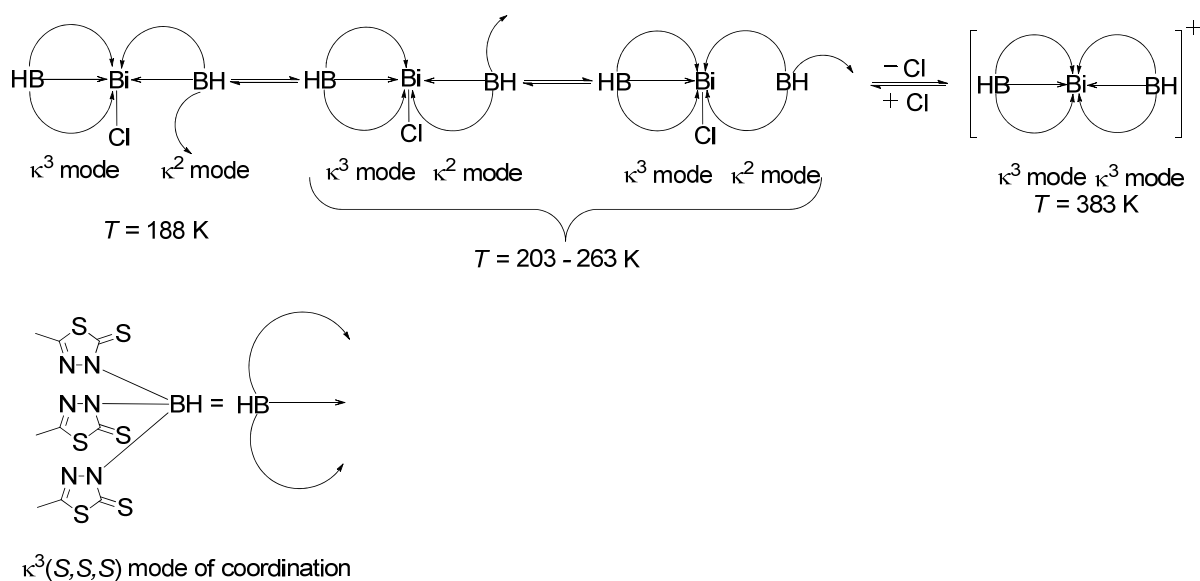 HB Bi BH HB Bi BH HB Bi BH − Cl [HB Bi BH]+
Cl Cl Cl + Cl
κ3 mode κ2 mode κ3 mode κ2 mode κ3 mode κ2 mode κ3 mode κ3 mode
T = 188 K T = 383 K
T = 203 - 263 K
S S
N-N
N-N BH = HB
S S
N-N
S S
κ3(S,S,S) mode of coordination